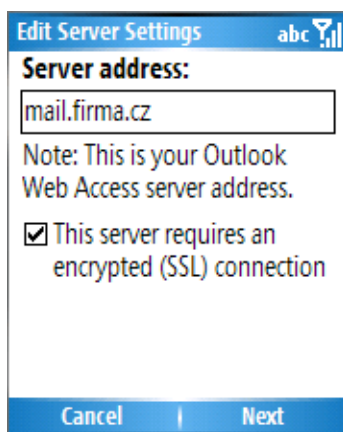 Edit Server Settings abc
Server address:
mail.firma.cz
Note: This is your Outlook
Web Access server address.
This server requires an
encrypted (SSL) connection
Cancel Next